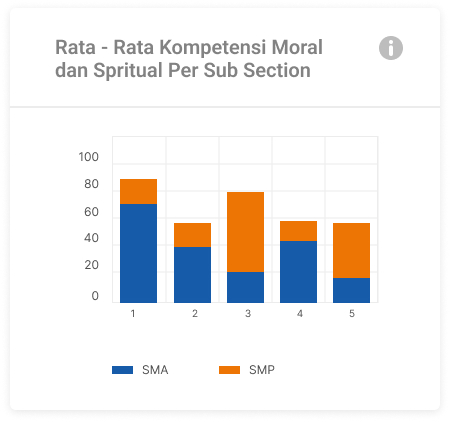 Rata - Rata Kompetensi Moral
dan Spritual Per Sub Section
100
80
60
40
20
0
1 2 3 4 5
SMA SMP